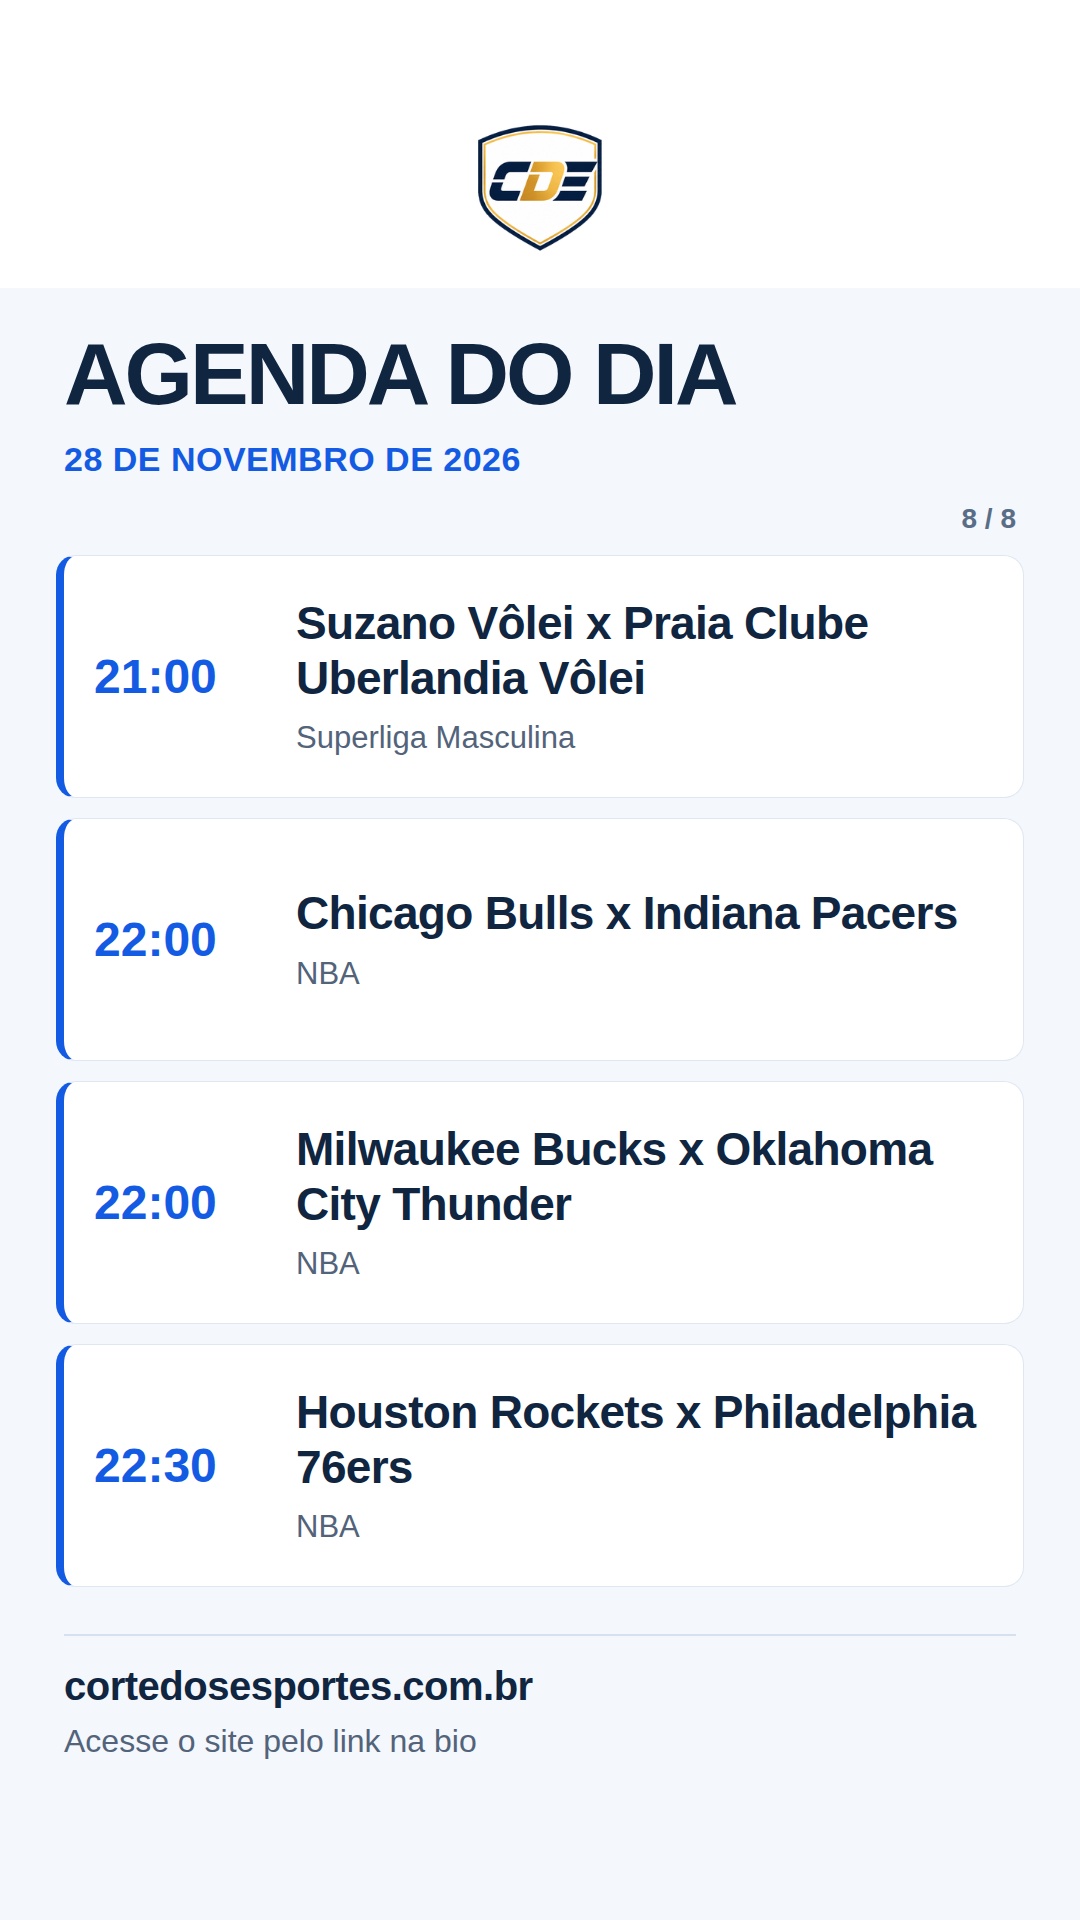 CDE
AGENDA DO DIA
28 DE NOVEMBRO DE 2026
8 / 8
21:00
Suzano Vôlei x Praia Clube
Uberlandia Vôlei
Superliga Masculina
22:00
Chicago Bulls x Indiana Pacers
NBA
22:00
Milwaukee Bucks x Oklahoma
City Thunder
NBA
22:30
Houston Rockets x Philadelphia
76ers
NBA
cortedosesportes.com.br
Acesse o site pelo link na bio